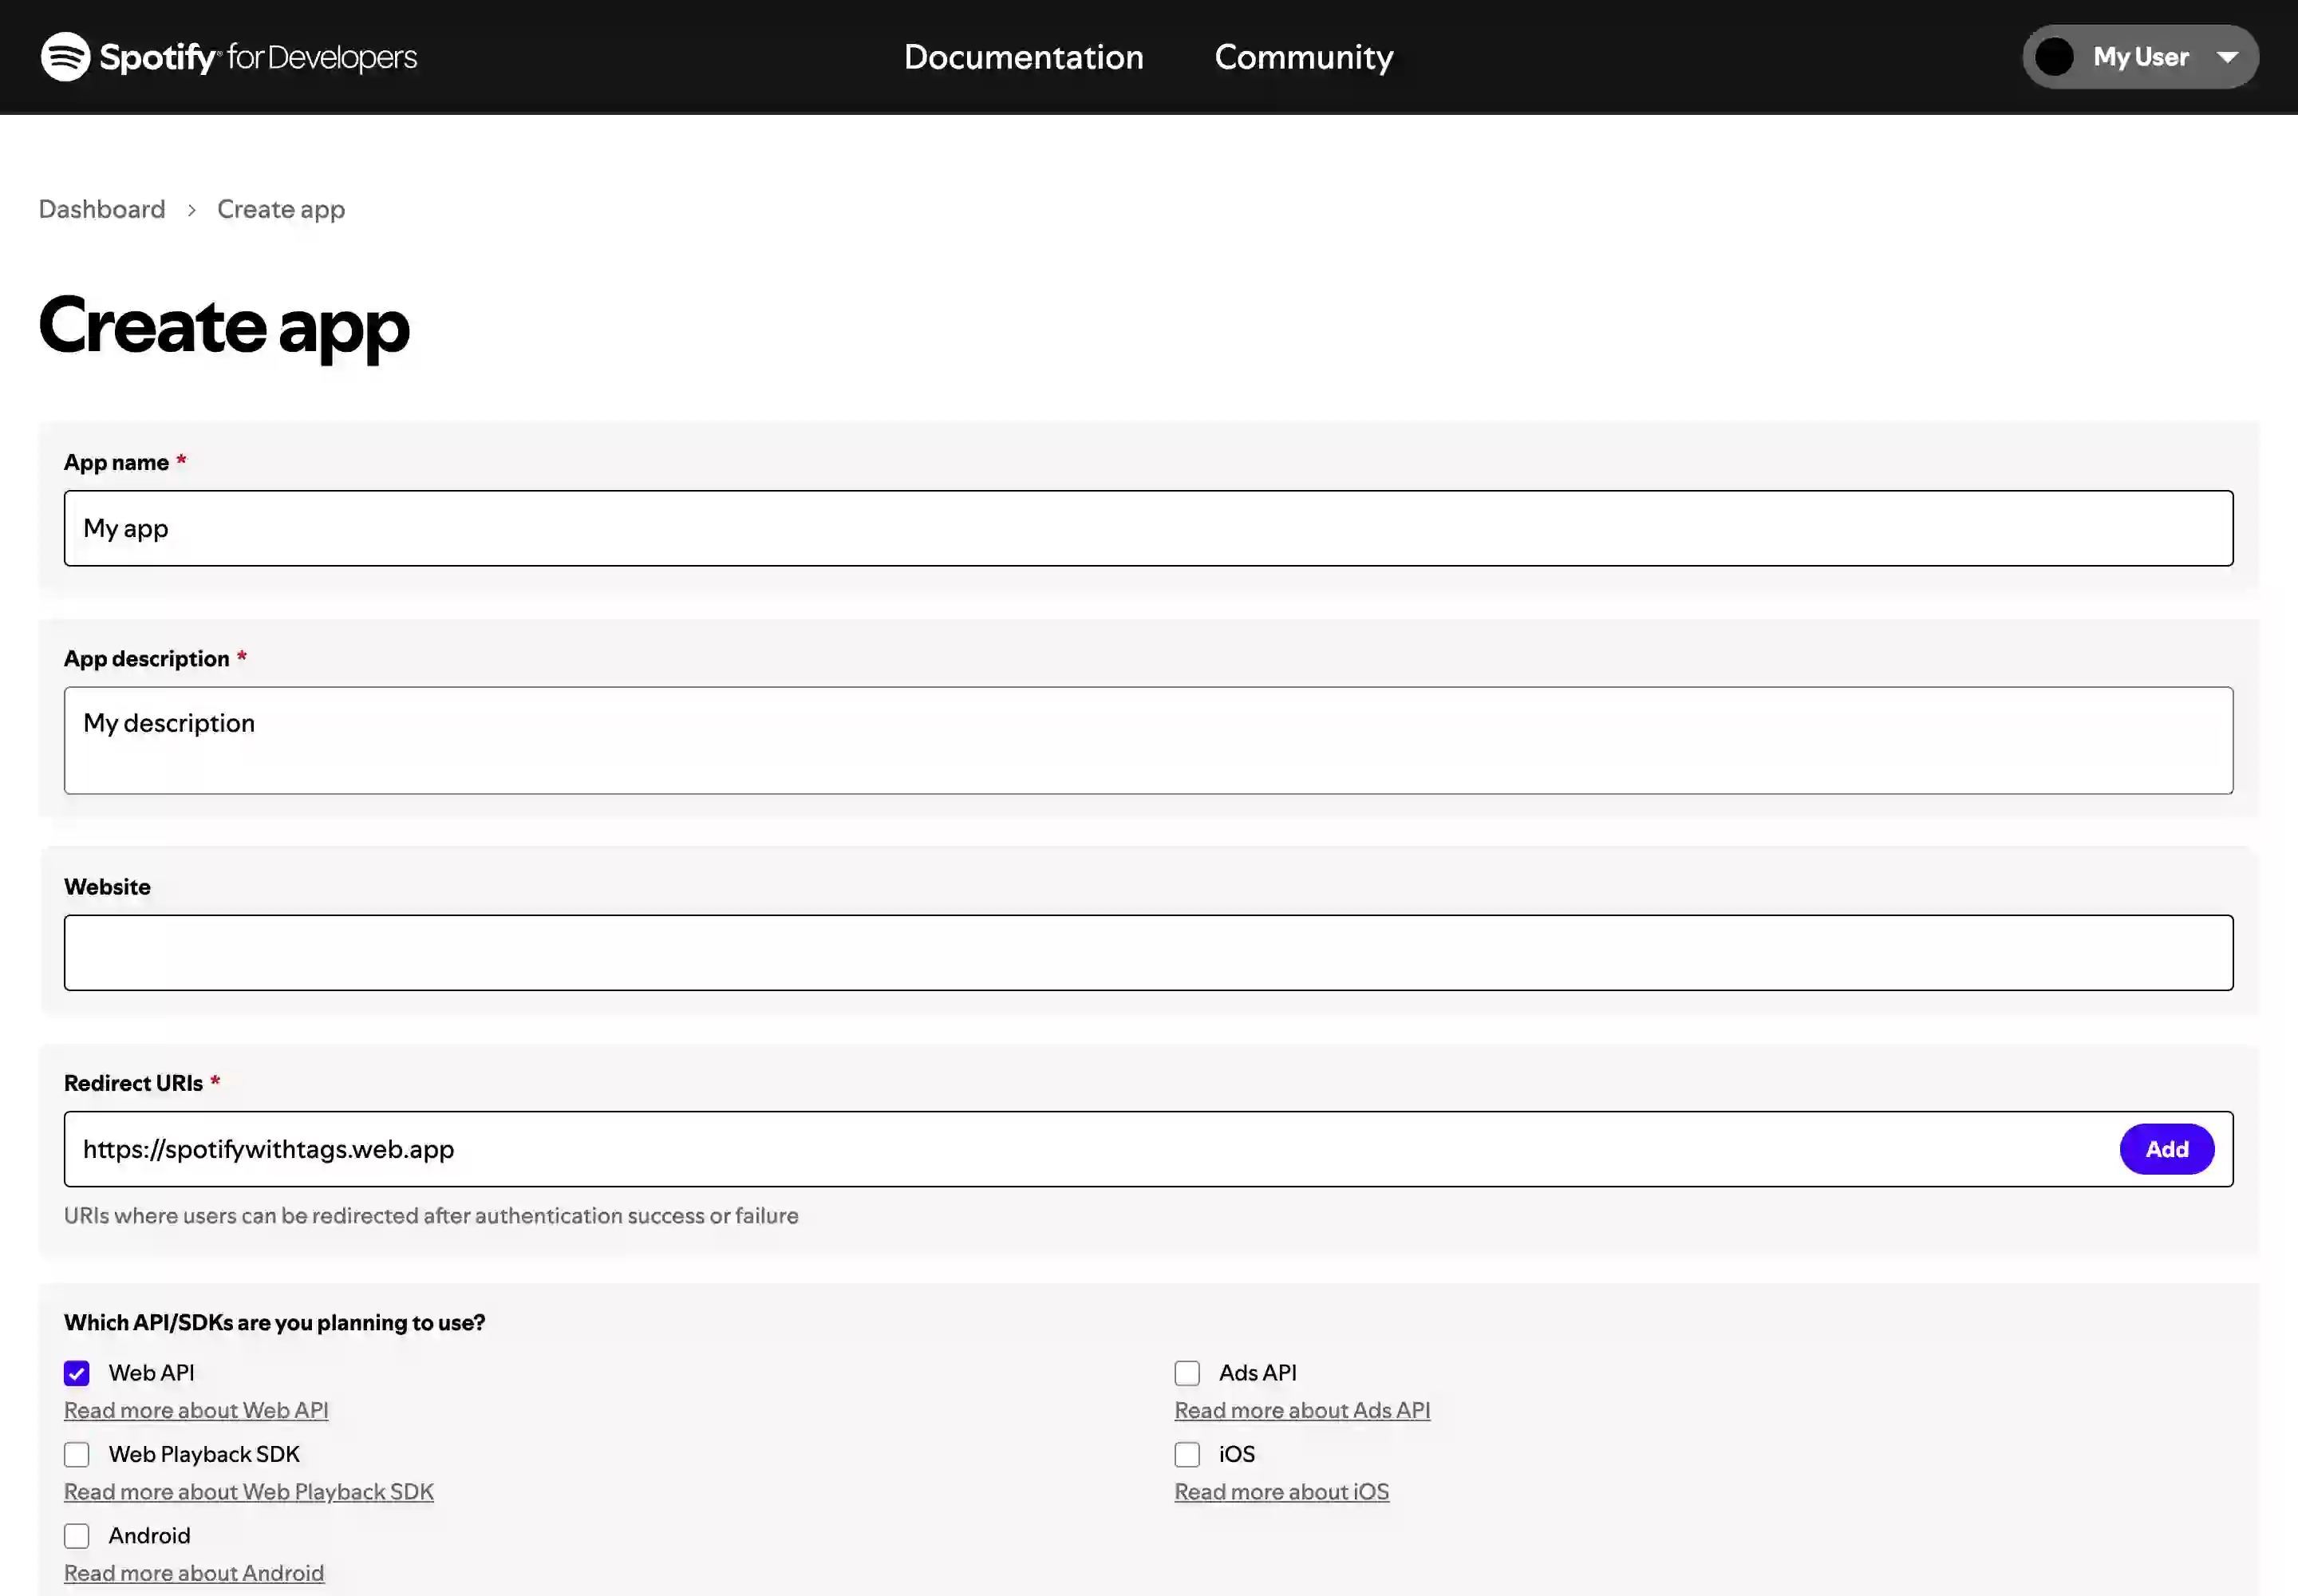 Spotify for Developers
Documentation
Community
My User
Dashboard > Create app
Create app
App name *
My app
App description *
My description
Website
Redirect URIs *
https://spotifywithtags.web.app
Add
URIs where users can be redirected after authentication success or failure
Which API/SDKs are you planning to use?
Web API
Read more about Web API
Web Playback SDK
Read more about Web Playback SDK
Android
Read more about Android
Ads API
Read more about Ads API
iOS
Read more about iOS